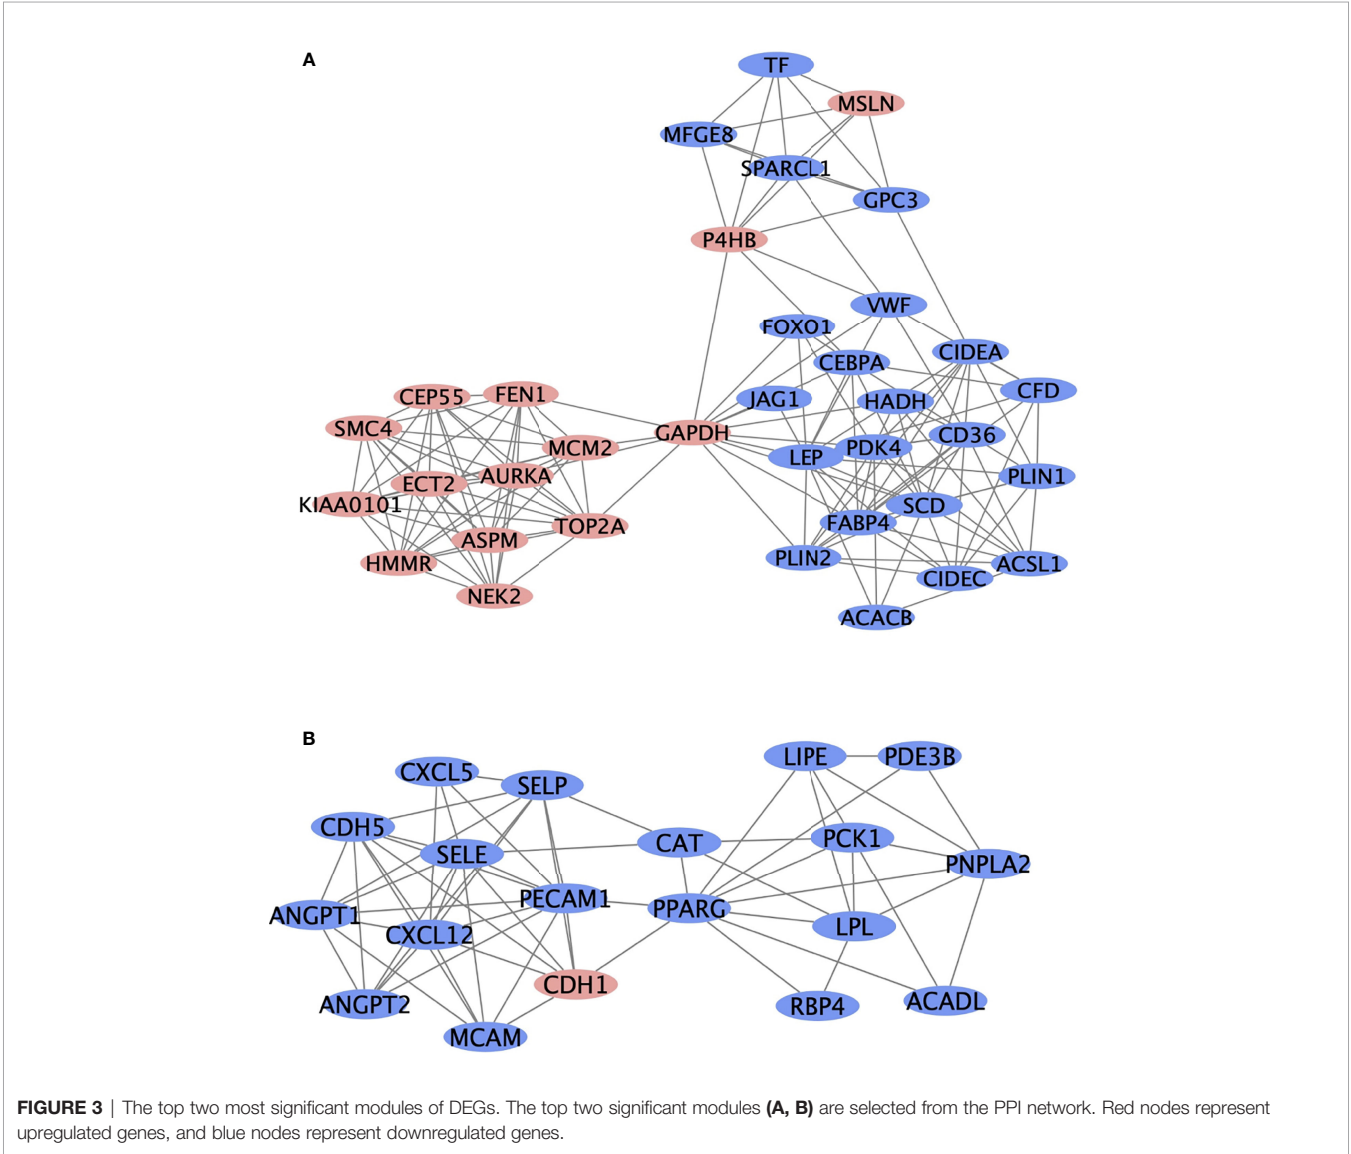 A
TF
MSLN
MFGE8
SPARCL1
GPC3
P4HB
VWF
FOXO1
CIDEA
CEBPA
CEP55
FEN1
CFD
JAG1
HADH
SMC4
GAPDH
CD36
MCM2
LEP
PDK4
AURKA
PLIN1
ECT2
KIAA0101
SCD
FABP4
TOP2A
ASPM
PLIN2
HMMR
ACSL1
CIDEC
NEK2
ACACB
B
LIPE
PDE3B
CXCL5
SELP
CDH5
CAT
PCK1
SELE
PNPLA2
PECAM1
PPARG
ANGPT1
LPL
CXCL12
CDH1
ANGPT2
RBP4
ACADL
MCAM
FIGURE 3 | The top two most significant modules of DEGs. The top two significant modules (A, B) are selected from the PPI network. Red nodes represent
upregulated genes, and blue nodes represent downregulated genes.